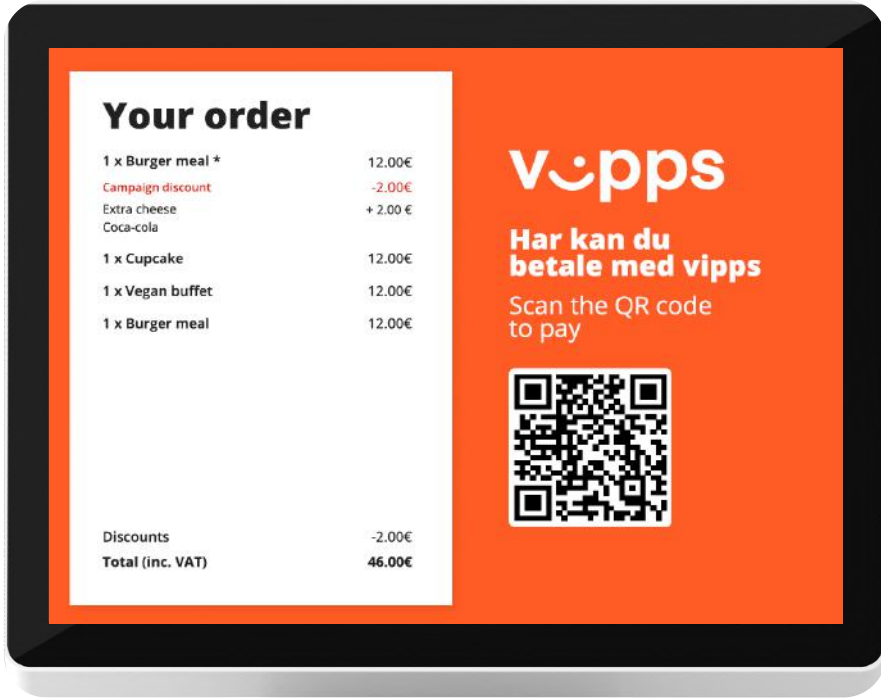 Your order
1 x Burger meal * 12.00€
Campaign discount -2.00€
Extra cheese + 2.00 €
Coca-cola
1 x Cupcake 12.00€
1 x Vegan buffet 12.00€
1 x Burger meal 12.00€
Discounts -2.00€
Total (inc. VAT) 46.00€
vipps
Har kan du
betale med vipps
Scan the QR code
to pay